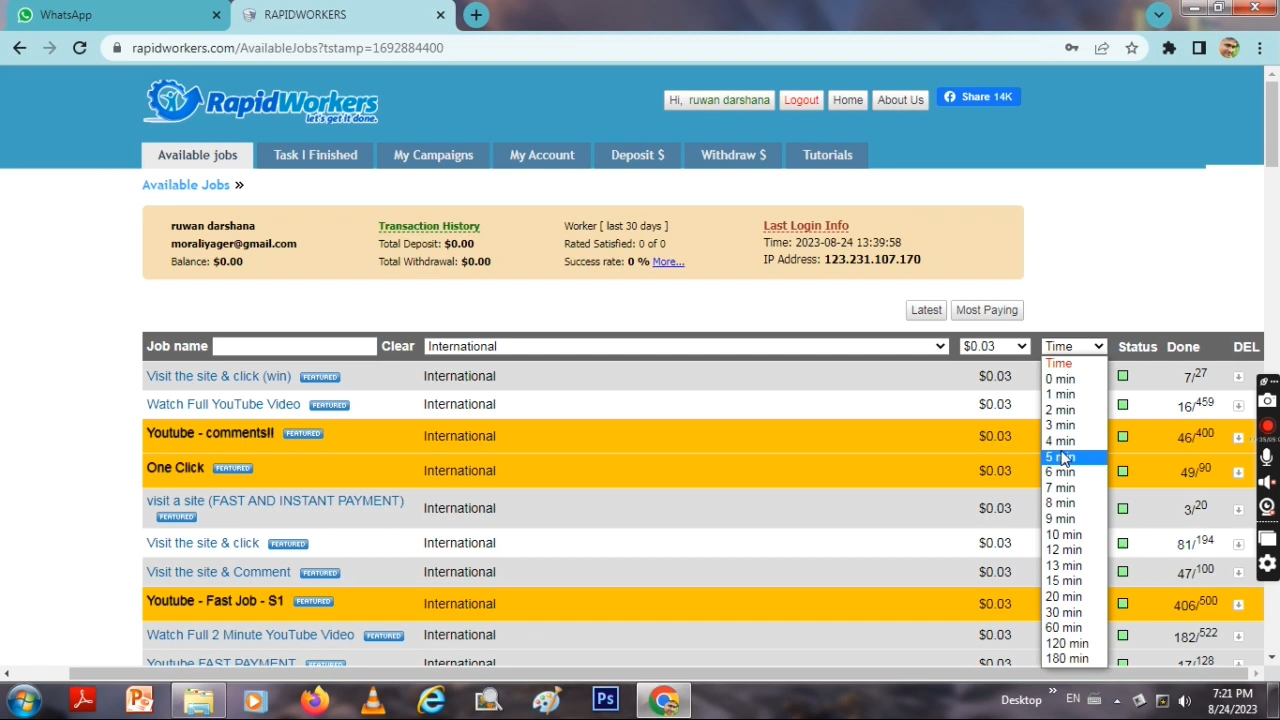 WhatsApp
RAPIDWORKERS
rapidworkers.com/AvailableJobs?tstamp=1692884400
RapidWorkers
let's get it done.
Hi, ruwan darshana
Logout
Home
About Us
Share 14K
Available jobs
Task I Finished
My Campaigns
My Account
Deposit $
Withdraw $
Tutorials
Available Jobs »
ruwan darshana
moraliyager@gmail.com
Balance: $0.00
Transaction History
Total Deposit: $0.00
Total Withdrawal: $0.00
Worker [ last 30 days ]
Rated Satisfied: 0 of 0
Success rate: 0 % More...
Last Login Info
Time: 2023-08-24 13:39:58
IP Address: 123.231.107.170
Latest
Most Paying
Job name Clear International $0.03 Time Status Done DEL
Visit the site & click (win) FEATURED International $0.03 7/27
Watch Full YouTube Video FEATURED International $0.03 16/459
Youtube - comments!! FEATURED International $0.03 46/400
One Click FEATURED International $0.03 49/90
visit a site (FAST AND INSTANT PAYMENT) International $0.03 3/20
FEATURED
Visit the site & click FEATURED International $0.03 81/194
Visit the site & Comment FEATURED International $0.03 47/100
Youtube - Fast Job - S1 FEATURED International $0.03 406/500
Watch Full 2 Minute YouTube Video FEATURED International $0.03 182/522
Youtube FAST PAYMENT FEATURED International $0.03 17/128
Time
0 min
1 min
2 min
3 min
4 min
5 min
6 min
7 min
8 min
9 min
10 min
12 min
13 min
15 min
20 min
30 min
60 min
120 min
180 min
Ps
Desktop » EN
7:21 PM
8/24/2023